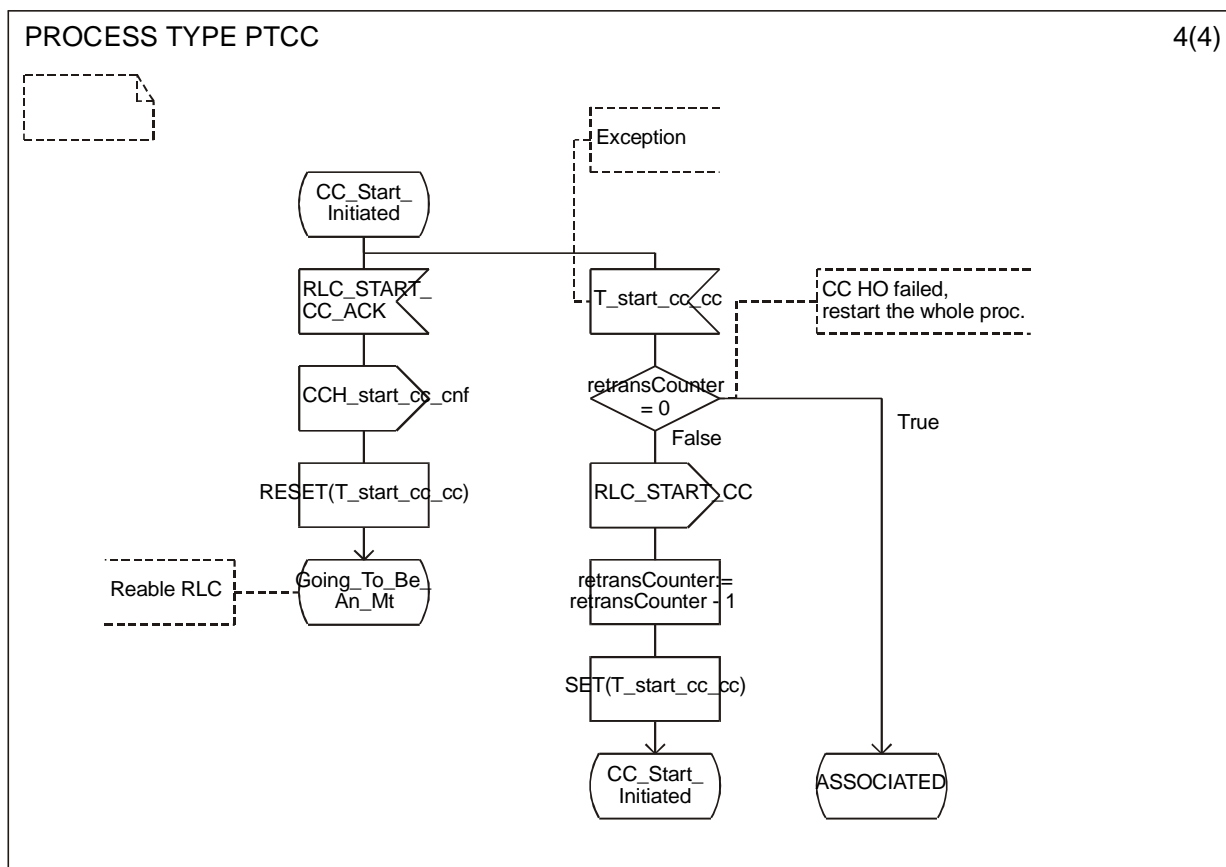 PROCESS TYPE PTCC
4(4)
Exception
CC_Start_
Initiated
RLC_START_
CC_ACK
T_start_cc_cc
CC HO failed,
restart the whole proc.
CCH_start_cc_cnf
retransCounter
= 0
True
False
RESET(T_start_cc_cc)
RLC_START_CC
Reable RLC
Going_To_Be_
An_Mt
retransCounter:=
retransCounter - 1
SET(T_start_cc_cc)
CC_Start_
Initiated
ASSOCIATED